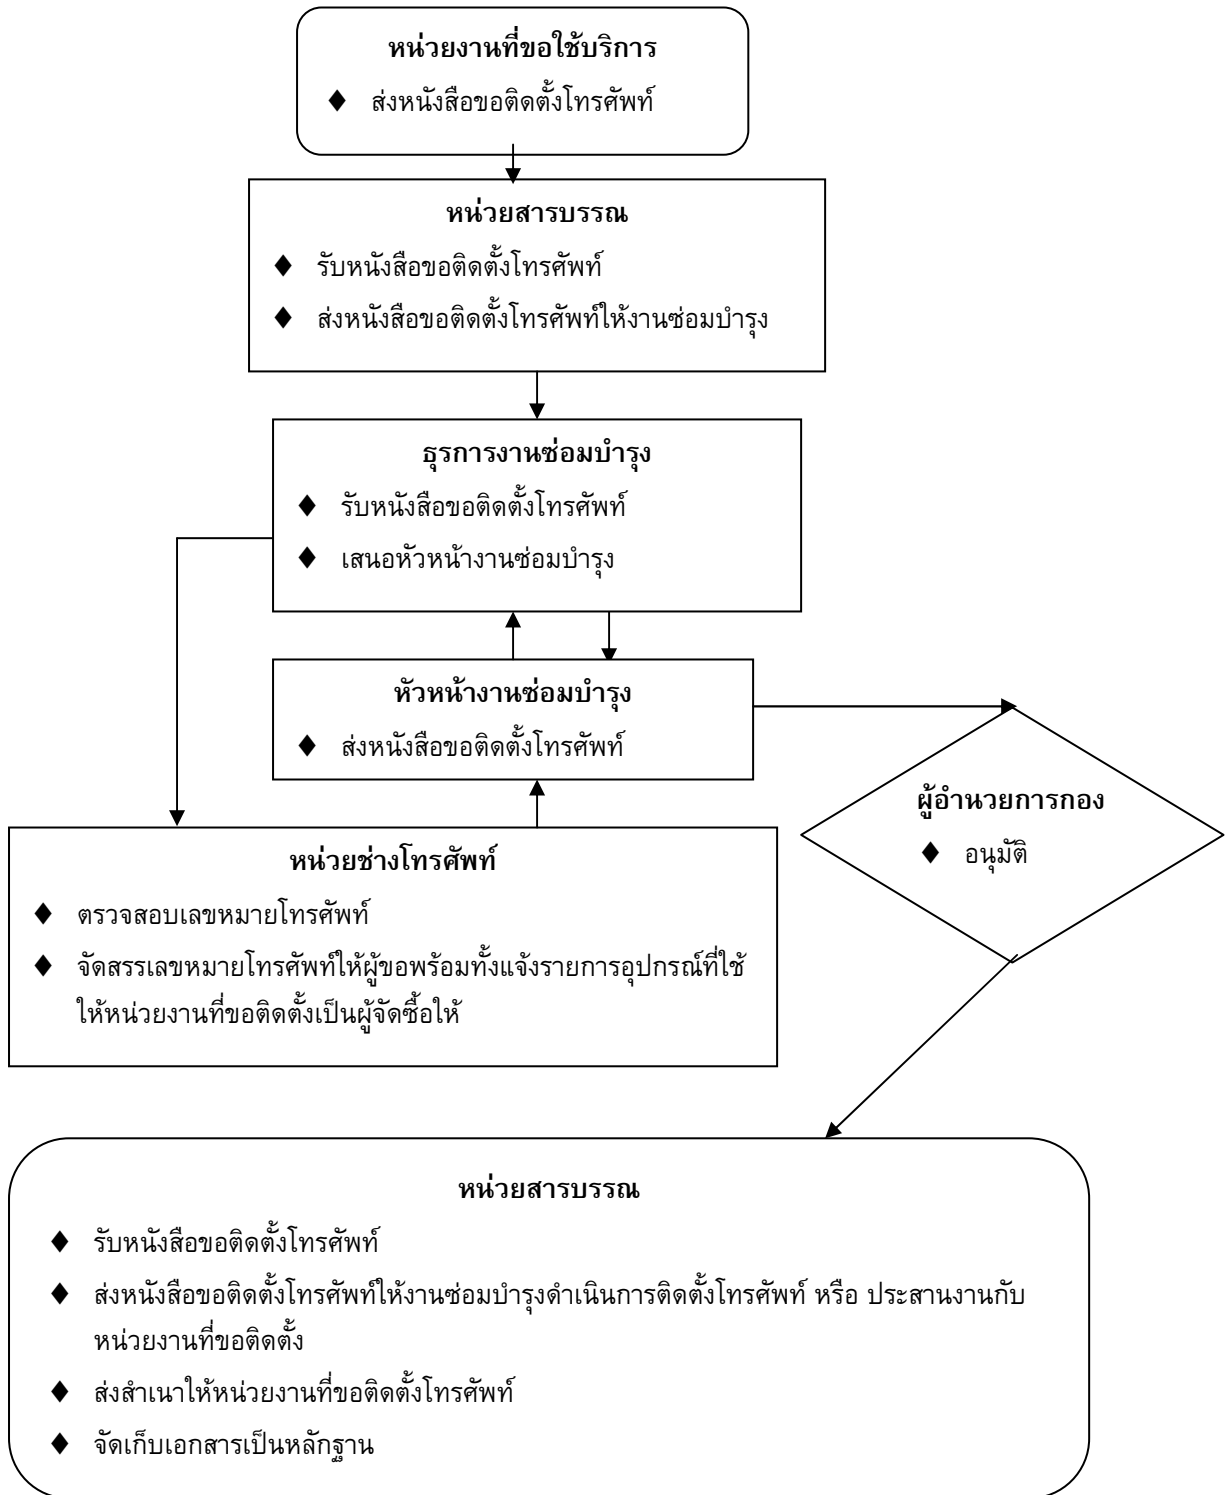 หน่วยงานที่ขอใช้บริการ
♦ ส่งหนังสือขอติดตั้งโทรศัพท์
หน่วยสารบรรณ
♦ รับหนังสือขอติดตั้งโทรศัพท์
♦ ส่งหนังสือขอติดตั้งโทรศัพท์ให้งานซ่อมบำรุง
ธุรการงานซ่อมบำรุง
♦ รับหนังสือขอติดตั้งโทรศัพท์
♦ เสนอหัวหน้างานซ่อมบำรุง
หัวหน้างานซ่อมบำรุง
♦ ส่งหนังสือขอติดตั้งโทรศัพท์
ผู้อำนวยการกอง
♦ อนุมัติ
หน่วยช่างโทรศัพท์
♦ ตรวจสอบเลขหมายโทรศัพท์
♦ จัดสรรเลขหมายโทรศัพท์ให้ผู้ขอพร้อมทั้งแจ้งรายการอุปกรณ์ที่ใช้
ให้หน่วยงานที่ขอติดตั้งเป็นผู้จัดซื้อให้
หน่วยสารบรรณ
♦ รับหนังสือขอติดตั้งโทรศัพท์
♦ ส่งหนังสือขอติดตั้งโทรศัพท์ให้งานซ่อมบำรุงดำเนินการติดตั้งโทรศัพท์ หรือ ประสานงานกับ
หน่วยงานที่ขอติดตั้ง
♦ ส่งสำเนาให้หน่วยงานที่ขอติดตั้งโทรศัพท์
♦ จัดเก็บเอกสารเป็นหลักฐาน